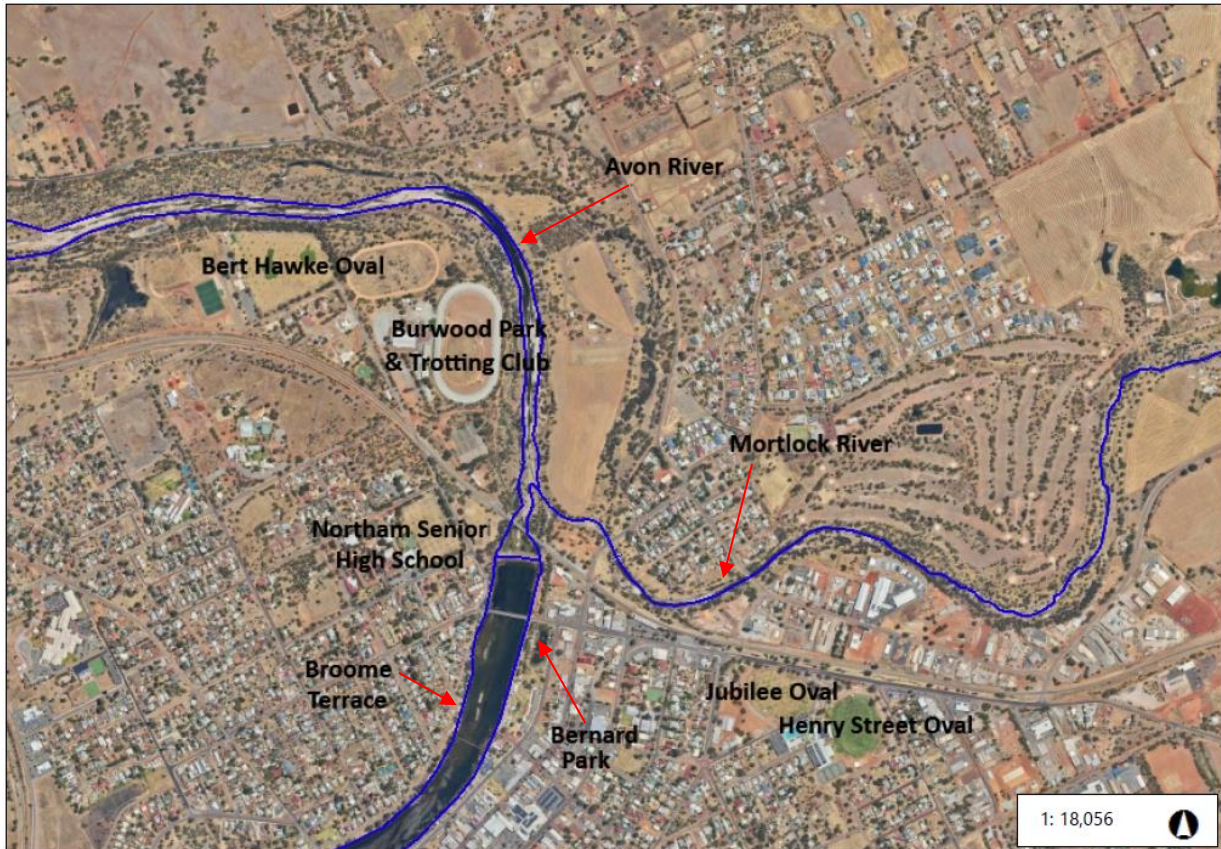 Avon River
Bert Hawke Oval
Burwood Park
& Trotting Club
Mortlock River
Northam Senior
High School
Broome
Terrace
Jubilee Oval
Henry Street Oval
Bernard
Park
1: 18,056